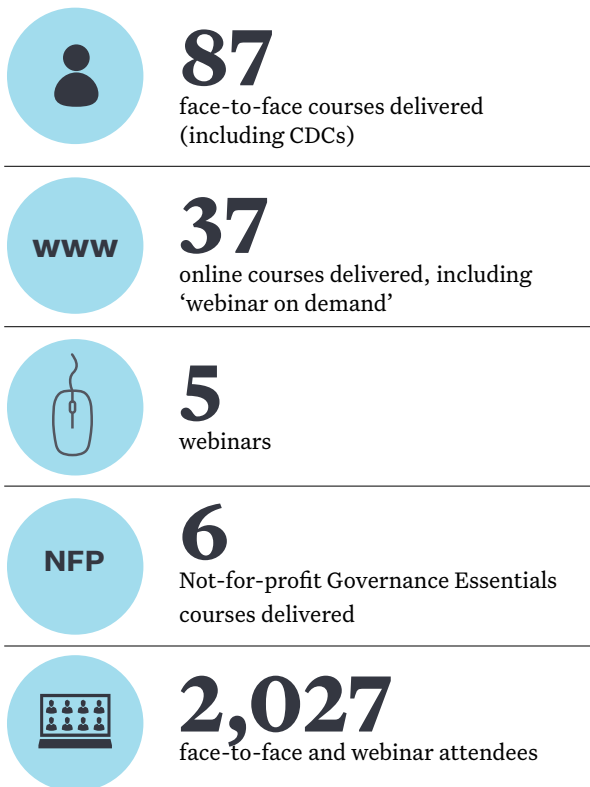 87
face-to-face courses delivered
(including CDCs)
www
37
online courses delivered, including
‘webinar on demand’
5
webinars
NFP
6
Not-for-profit Governance Essentials
courses delivered
2,027
face-to-face and webinar attendees